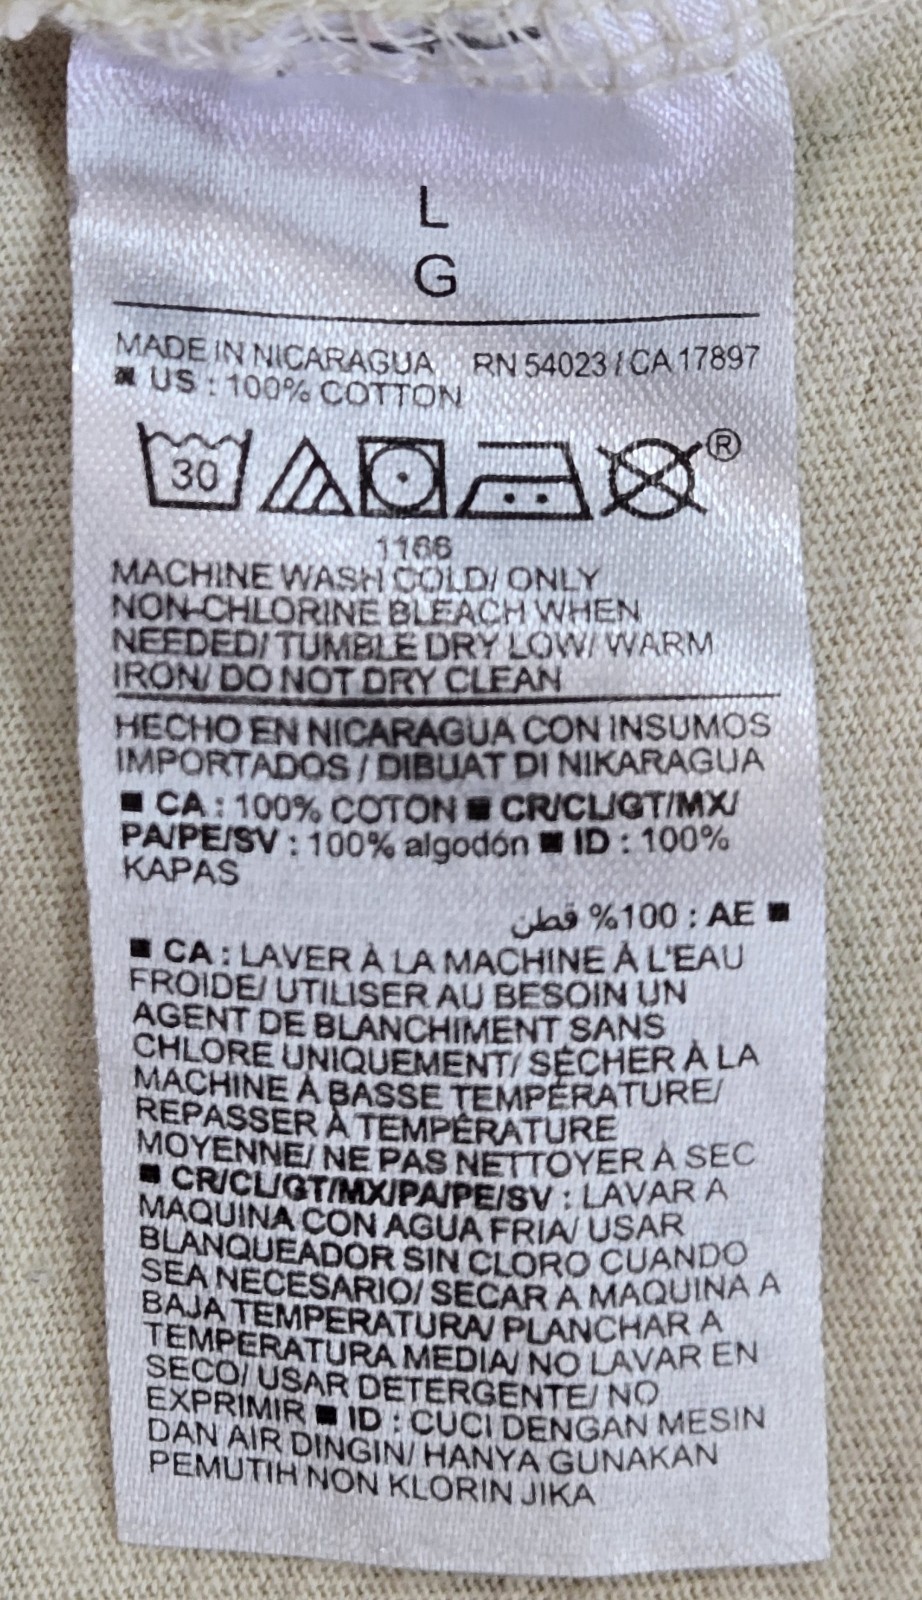 L
G
MADE IN NICARAGUA RN 54023 / CA 17897
■ US : 100% COTTON
30 ®
1166
MACHINE WASH COLD/ ONLY
NON-CHLORINE BLEACH WHEN
NEEDED/ TUMBLE DRY LOW/ WARM
IRON/ DO NOT DRY CLEAN
HECHO EN NICARAGUA CON INSUMOS
IMPORTADOS / DIBUAT DI NIKARAGUA
■ CA : 100% COTON ■ CR/CL/GT/MX/
PA/PE/SV : 100% algodón ■ ID : 100%
KAPAS
■ AE : 100% قطن
■ CA : LAVER À LA MACHINE À L'EAU
FROIDE/ UTILISER AU BESOIN UN
AGENT DE BLANCHIMENT SANS
CHLORE UNIQUEMENT/ SÉCHER À LA
MACHINE À BASSE TEMPÉRATURE/
REPASSER À TEMPÉRATURE
MOYENNE/ NE PAS NETTOYER À SEC
■ CR/CL/GT/MX/PA/PE/SV : LAVAR A
MAQUINA CON AGUA FRIA/ USAR
BLANQUEADOR SIN CLORO CUANDO
SEA NECESARIO/ SECAR A MAQUINA A
BAJA TEMPERATURA/ PLANCHAR A
TEMPERATURA MEDIA/ NO LAVAR EN
SECO/ USAR DETERGENTE/ NO
EXPRIMIR ■ ID : CUCI DENGAN MESIN
DAN AIR DINGIN/ HANYA GUNAKAN
PEMUTIH NON KLORIN JIKA